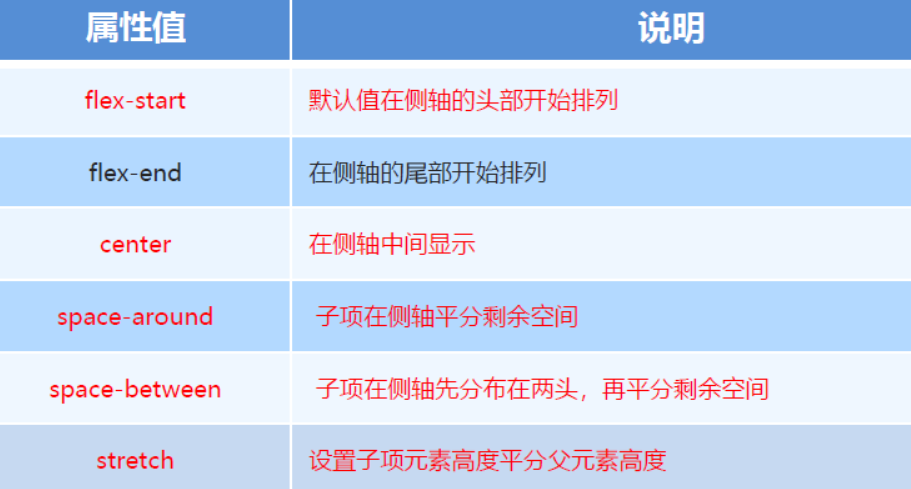 属性值 说明
flex-start 默认值在侧轴的头部开始排列
flex-end 在侧轴的尾部开始排列
center 在侧轴中间显示
space-around 子项在侧轴平分剩余空间
space-between 子项在侧轴先分布在两头，再平分剩余空间
stretch 设置子项元素高度平分父元素高度